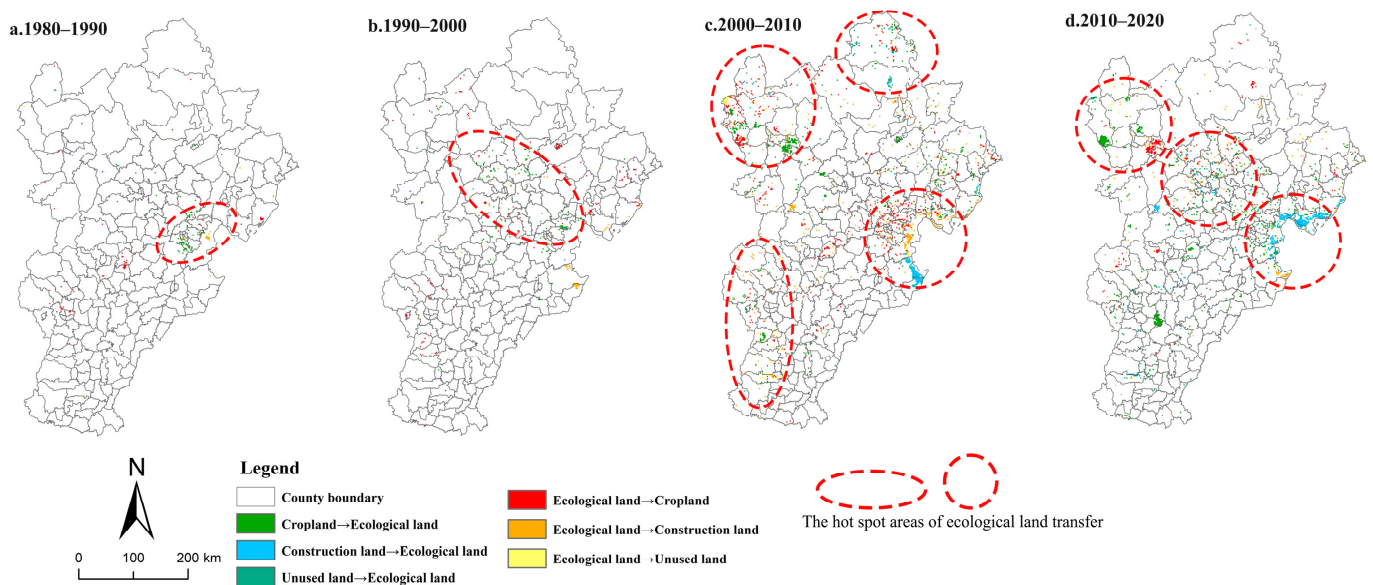 a.1980–1990
b.1990–2000
c.2000–2010
d.2010–2020
N
0 100 200 km
Legend
County boundary
Cropland→Ecological land
Construction land→Ecological land
Unused land→Ecological land
Ecological land→Cropland
Ecological land→Construction land
Ecological land→Unused land
The hot spot areas of ecological land transfer